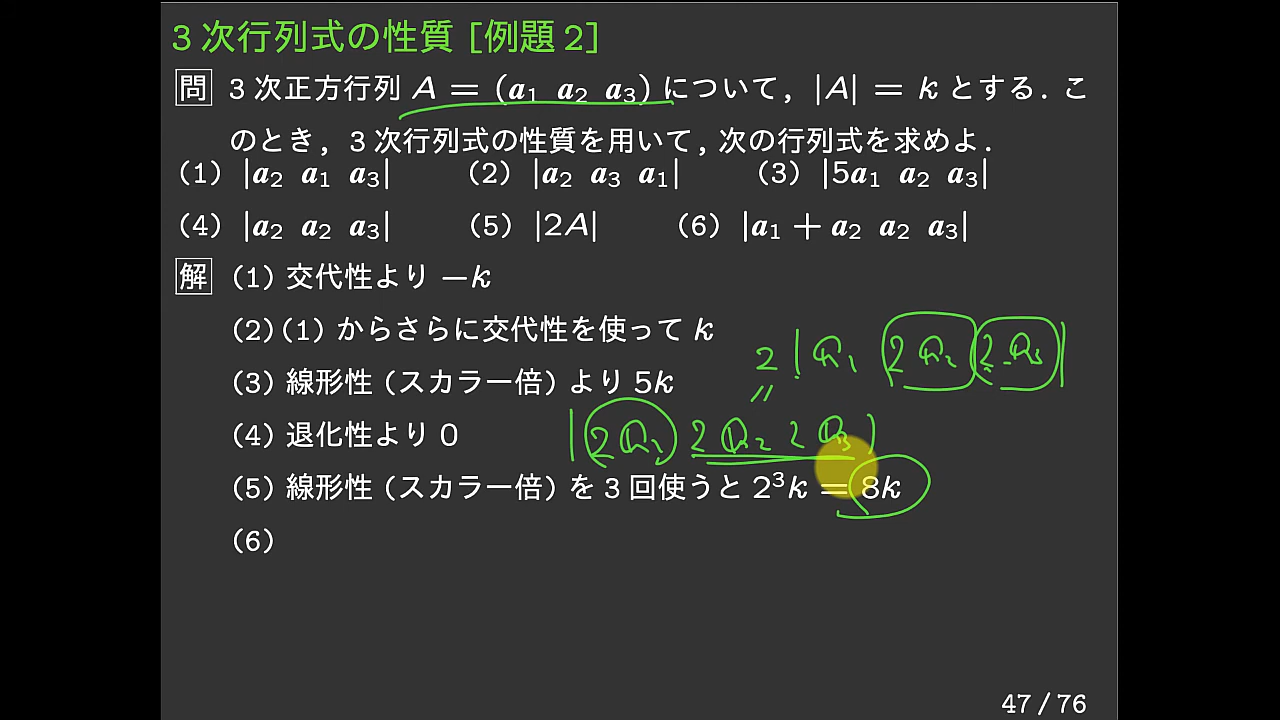 3 次行列式の性質 [例題 2]
問 3 次正方行列 A = (a₁ a₂ a₃) について, |A| = k とする. こ
のとき, 3 次行列式の性質を用いて, 次の行列式を求めよ.
(1) |a₂ a₁ a₃| (2) |a₂ a₃ a₁| (3) |5a₁ a₂ a₃|
(4) |a₂ a₂ a₃| (5) |2A| (6) |a₁ + a₂ a₂ a₃|
解 (1) 交代性より −k
(2) (1) からさらに交代性を使って k
2 |a₁ 2a₂ 2a₃|
(3) 線形性 (スカラー倍) より 5k
(4) 退化性より 0
|2a₁ 2a₂ 2a₃|
(5) 線形性 (スカラー倍) を 3 回使うと 2³k = 8k
(6)
47 / 76